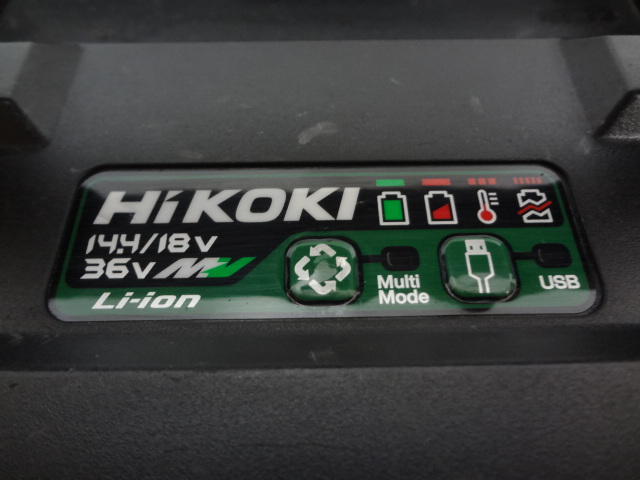 HiKOKI
14.4/18V
36V MV
Li-ion
Multi
Mode
USB